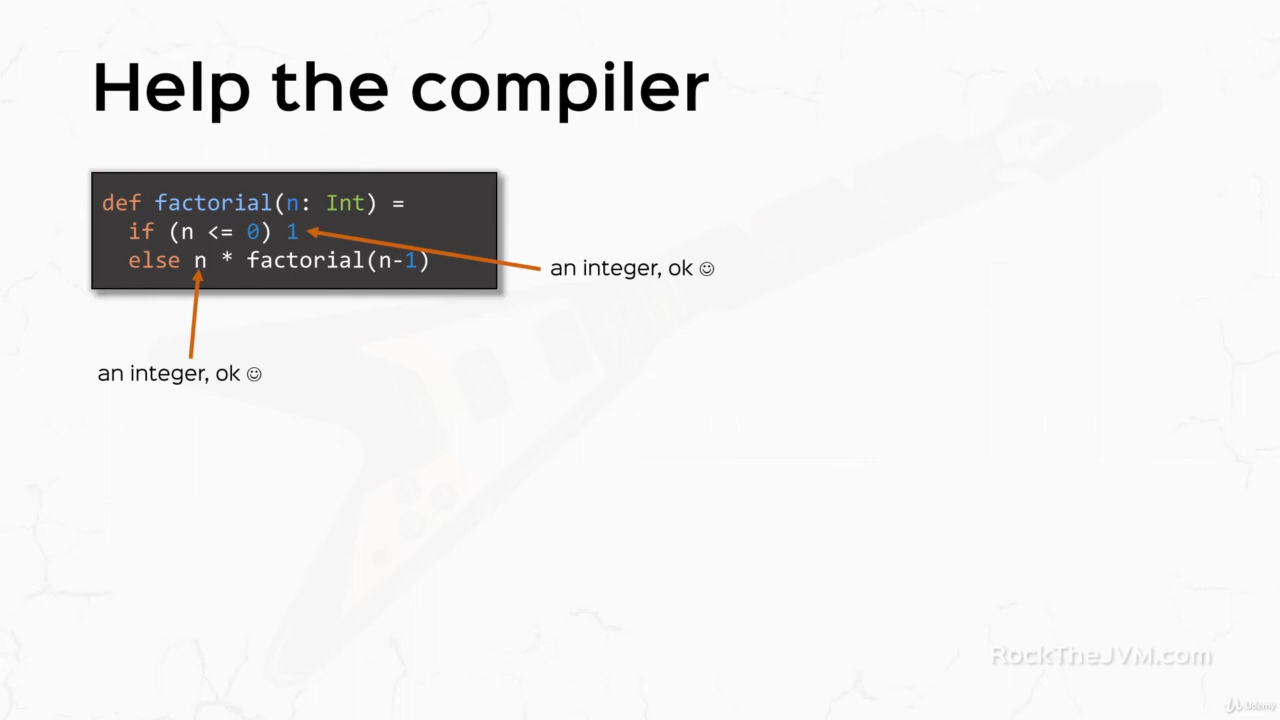 Help the compiler
def factorial(n: Int) =
if (n <= 0) 1
else n * factorial(n-1)
an integer, ok ☺
an integer, ok ☺
RockTheJVM.com
Udemy